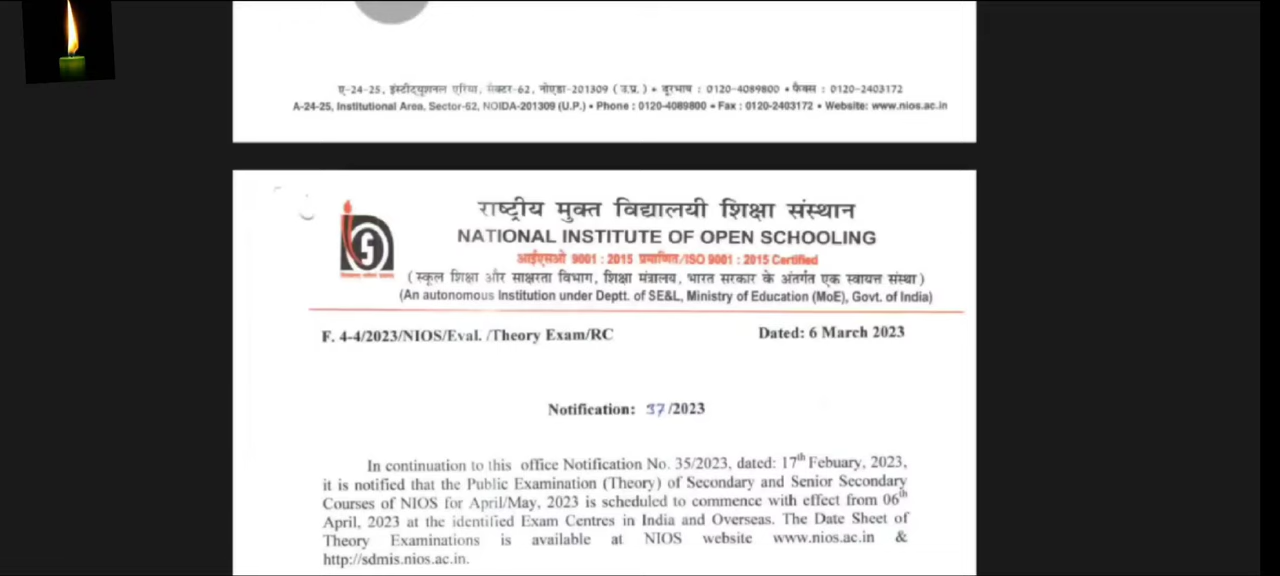 ए-24-25, इंस्टीट्यूशनल एरिया, सैक्टर-62, नोएडा-201309 (उ.प्र.) • दूरभाष : 0120-4089800 • फैक्स : 0120-2403172
A-24-25, Institutional Area, Sector-62, NOIDA-201309 (U.P.) • Phone : 0120-4089800 • Fax : 0120-2403172 • Website: www.nios.ac.in
राष्ट्रीय मुक्त विद्यालयी शिक्षा संस्थान
NATIONAL INSTITUTE OF OPEN SCHOOLING
आईएसओ 9001 : 2015 प्रमाणित/ISO 9001 : 2015 Certified
(स्कूल शिक्षा और साक्षरता विभाग, शिक्षा मंत्रालय, भारत सरकार के अंतर्गत एक स्वायत्त संस्था)
(An autonomous Institution under Deptt. of SE&L, Ministry of Education (MoE), Govt. of India)
F. 4-4/2023/NIOS/Eval. /Theory Exam/RC Dated: 6 March 2023
Notification: 37/2023
In continuation to this office Notification No. 35/2023, dated: 17th Febuary, 2023,
it is notified that the Public Examination (Theory) of Secondary and Senior Secondary
Courses of NIOS for April/May, 2023 is scheduled to commence with effect from 06th
April, 2023 at the identified Exam Centres in India and Overseas. The Date Sheet of
Theory Examinations is available at NIOS website www.nios.ac.in &
http://sdmis.nios.ac.in.